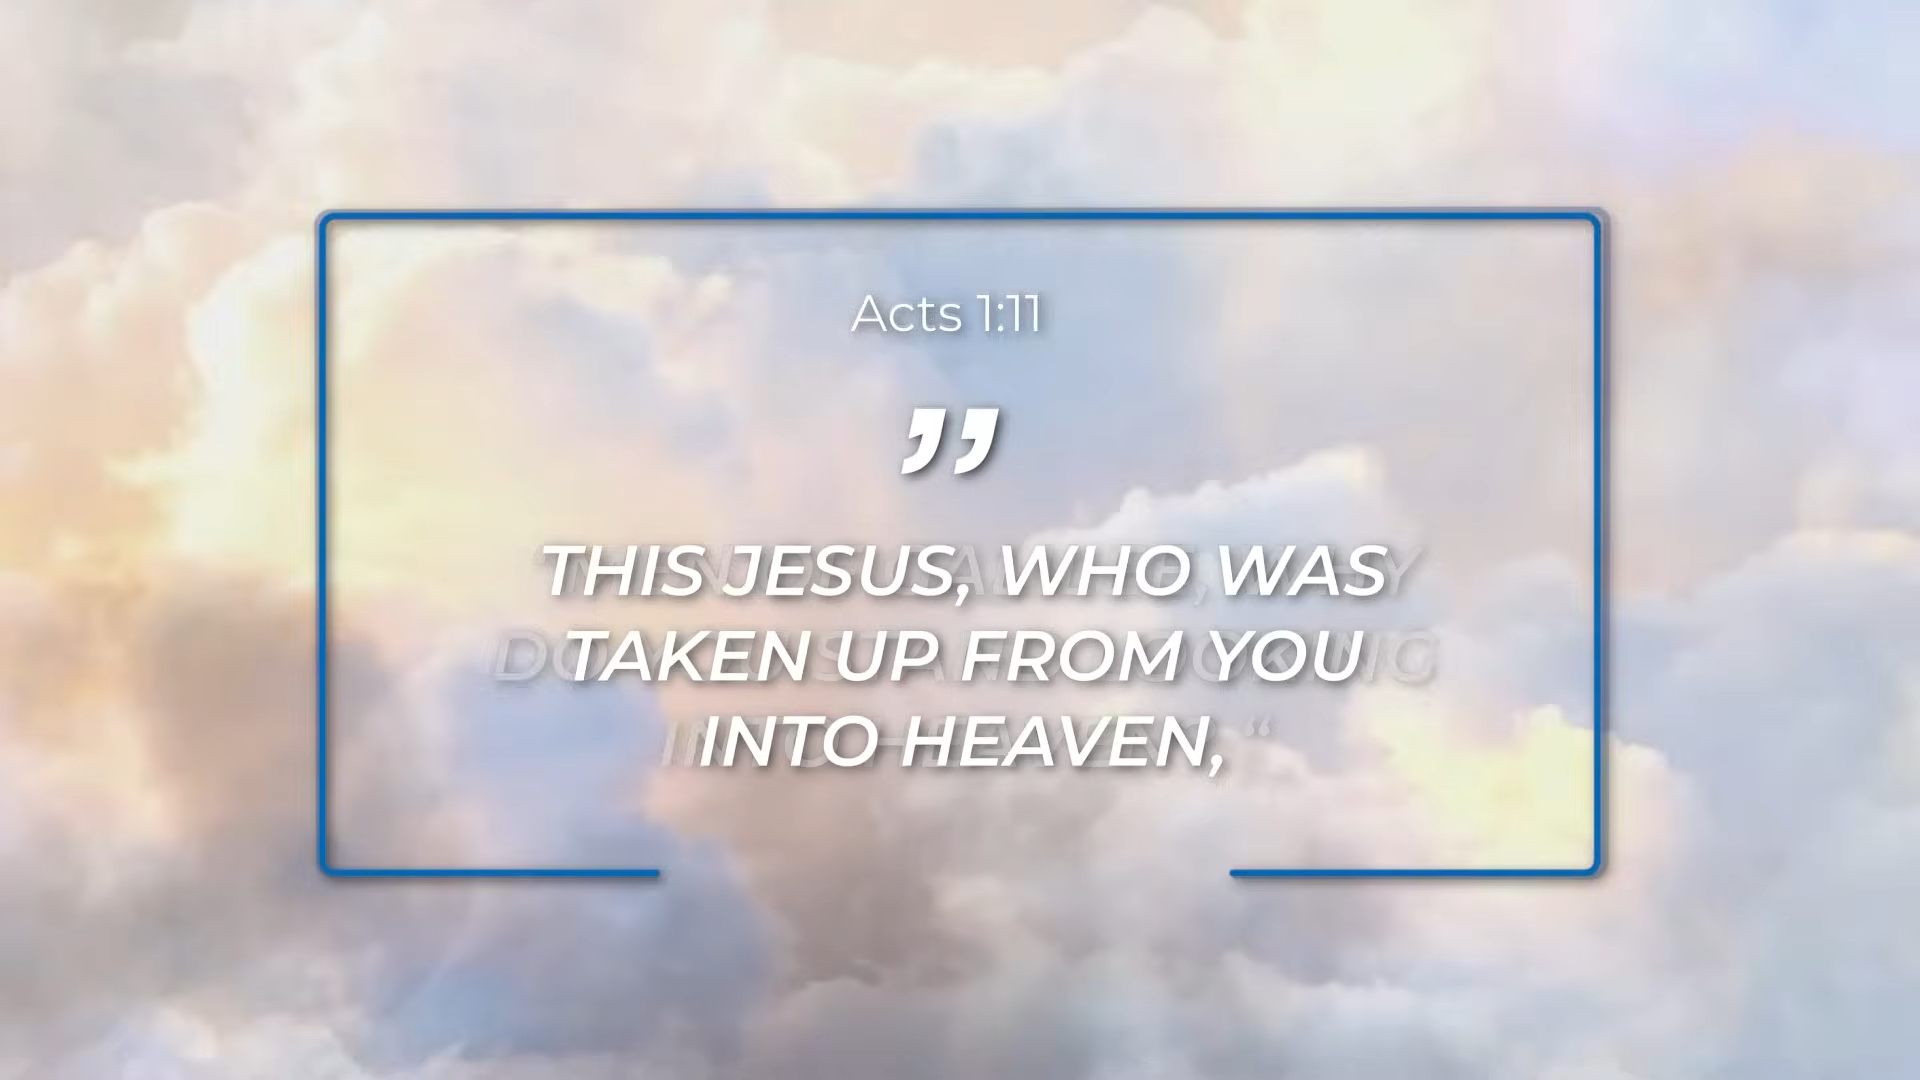 Acts 1:11
”
THIS JESUS, WHO WAS
TAKEN UP FROM YOU
INTO HEAVEN,